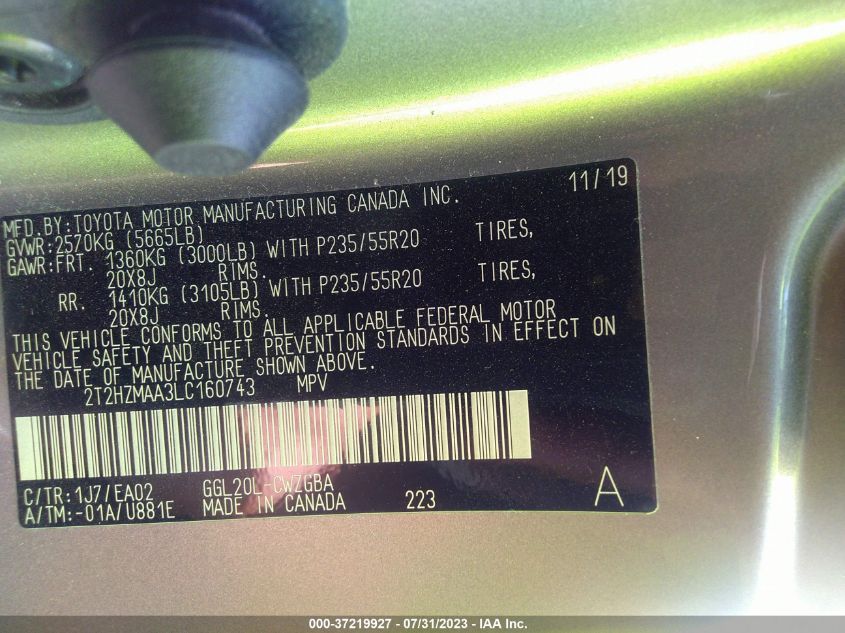 11/19
MFD.BY:TOYOTA MOTOR MANUFACTURING CANADA INC.
GVWR:2570KG (5665LB)
GAWR:FRT. 1360KG (3000LB) WITH P235/55R20 TIRES,
20X8J RIMS.
RR. 1410KG (3105LB) WITH P235/55R20 TIRES,
20X8J RIMS.
THIS VEHICLE CONFORMS TO ALL APPLICABLE FEDERAL MOTOR
VEHICLE SAFETY AND THEFT PREVENTION STANDARDS IN EFFECT ON
THE DATE OF MANUFACTURE SHOWN ABOVE.
2T2HZMAA3LC160743 MPV
C/TR:1J7/EA02 GGL20L-CWZGBA
A/TM:-01A/U881E MADE IN CANADA 223 A
000-37219927 - 07/31/2023 - IAA Inc.